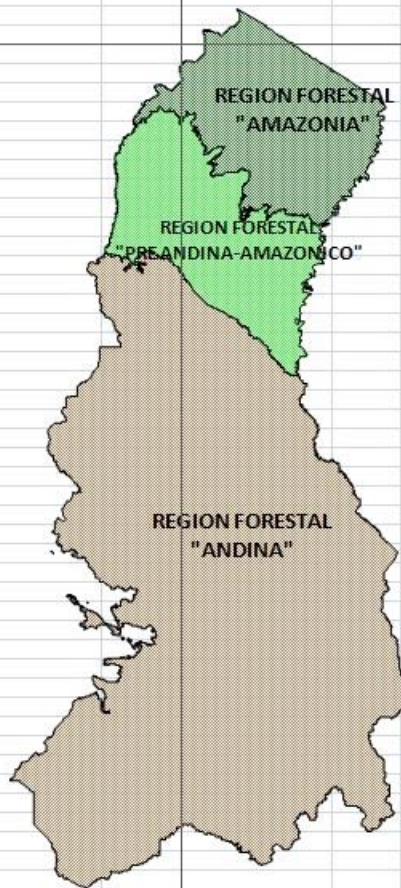 REGION FORESTAL
"AMAZONIA"
REGION FORESTAL
"PREANDINA-AMAZONICO"
REGION FORESTAL
"ANDINA"